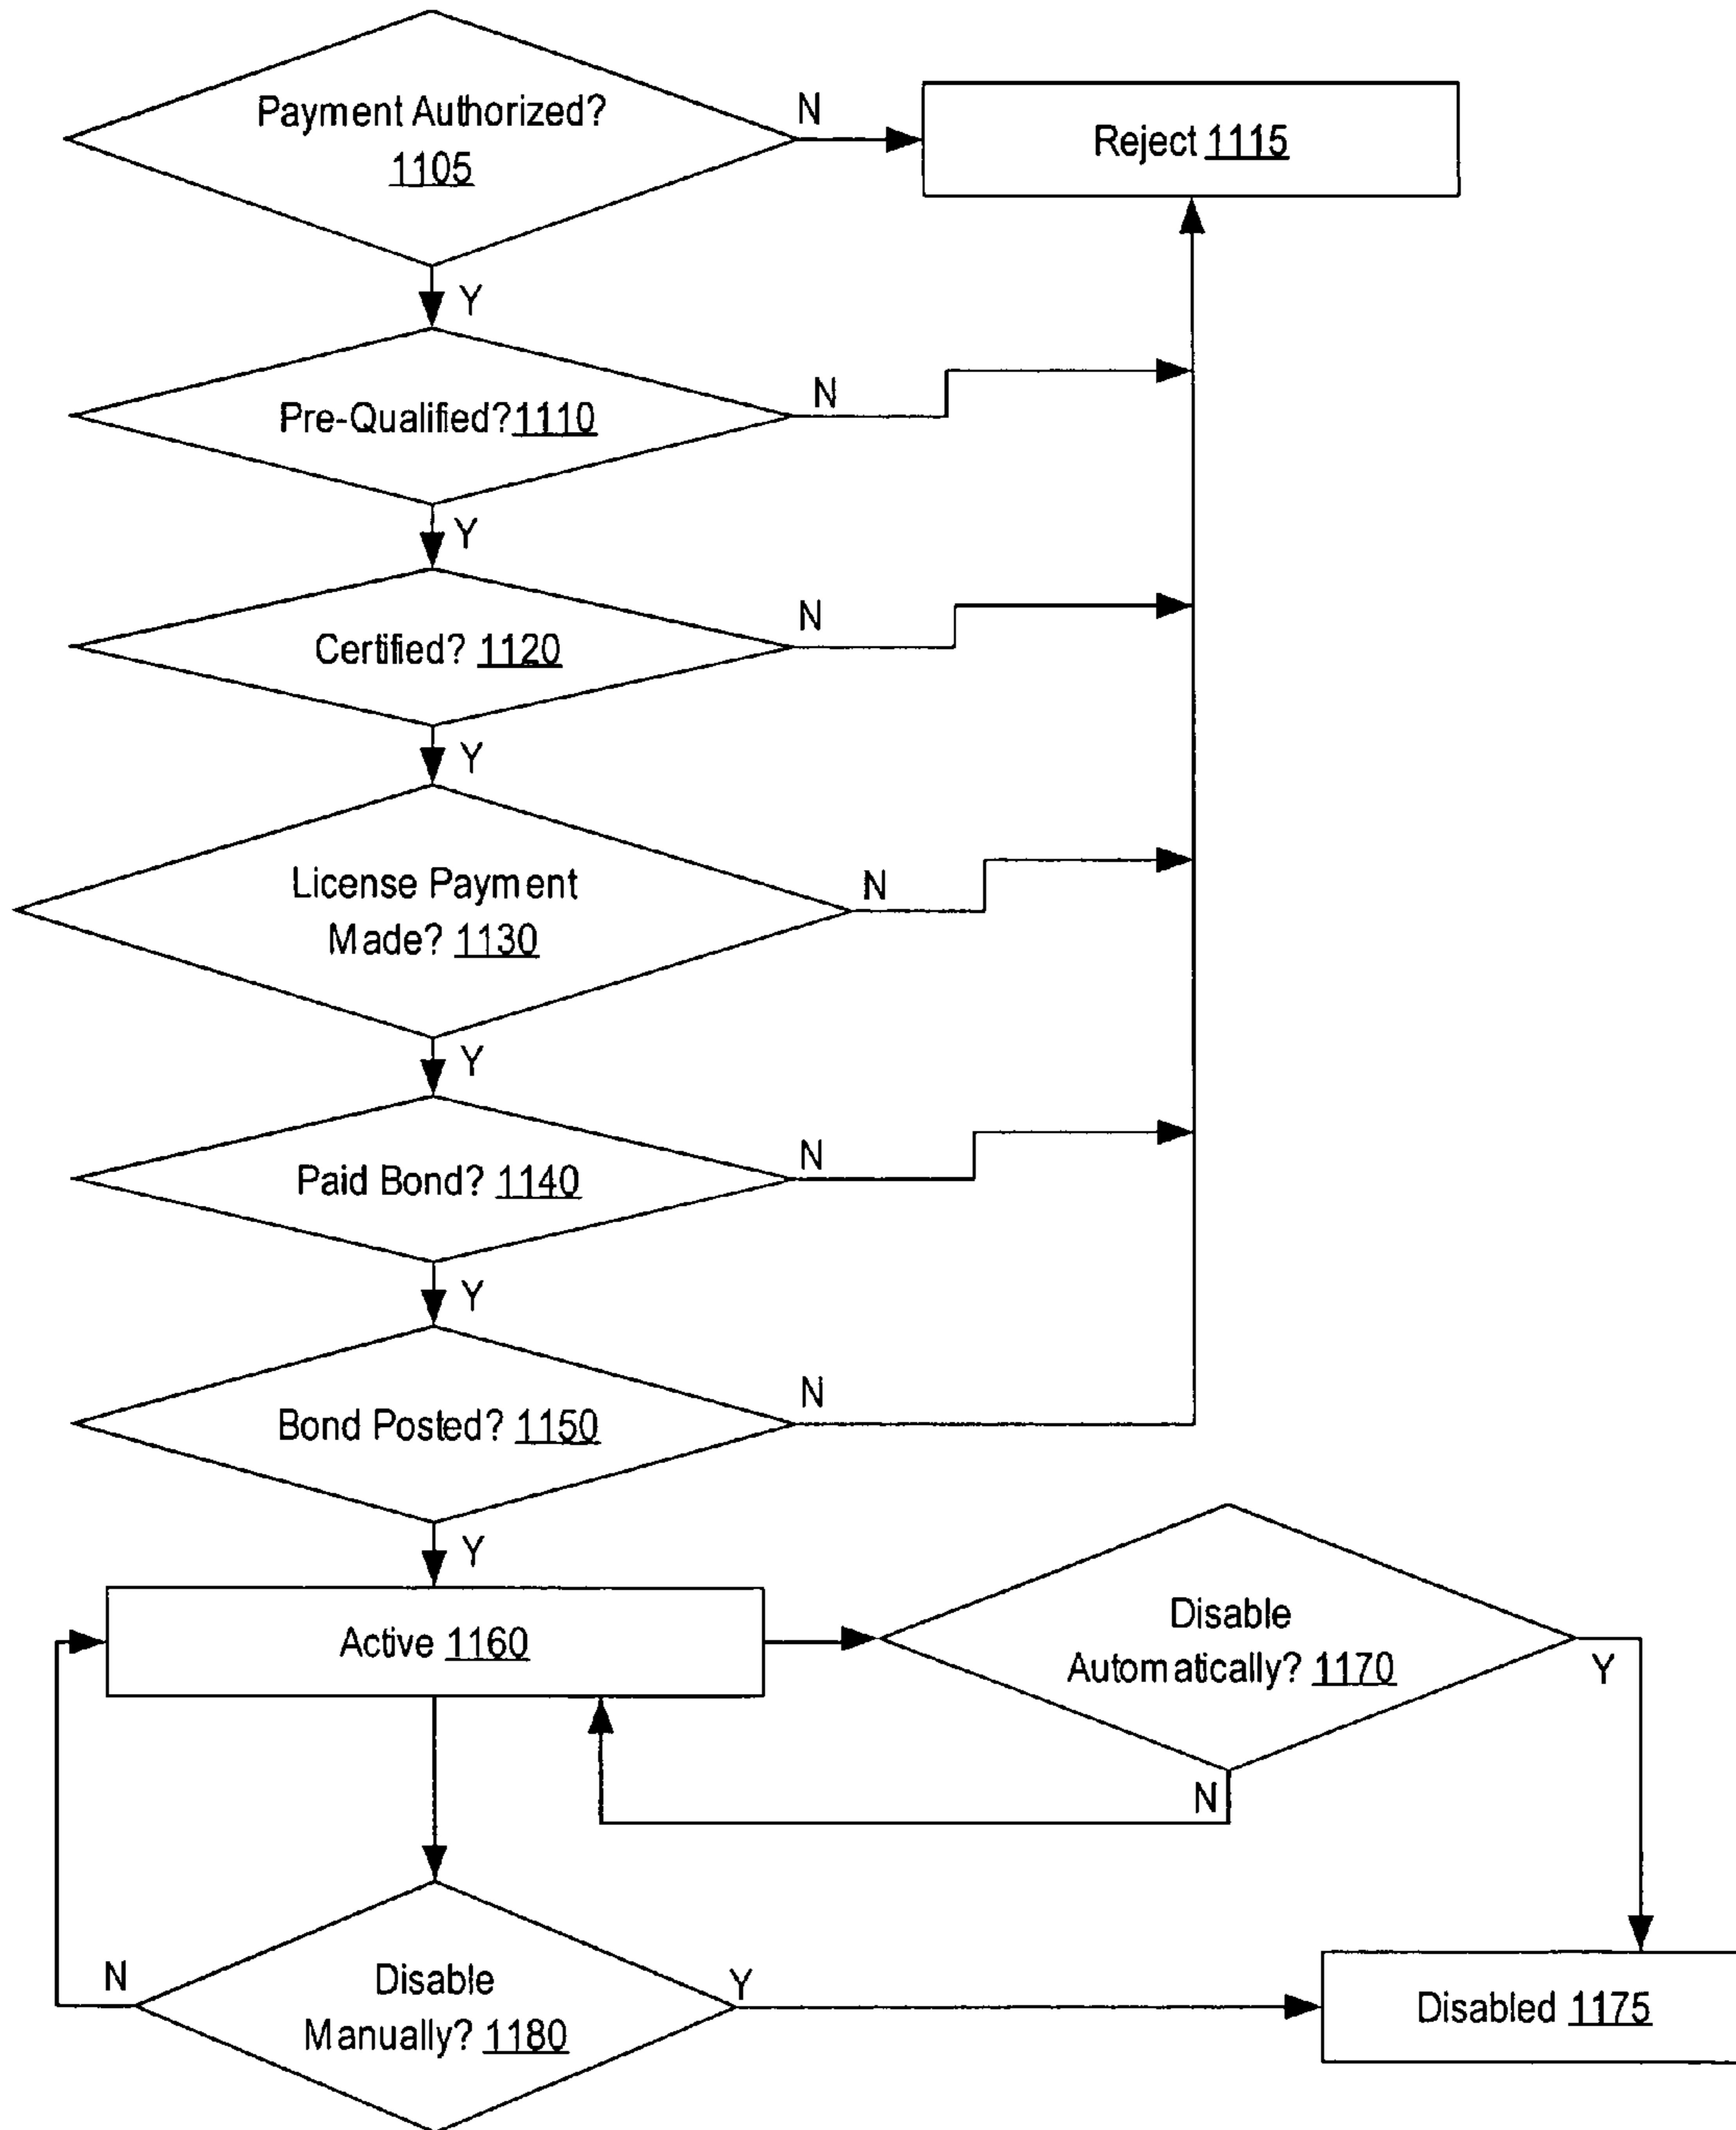 Payment Authorized?
1105
N
Reject 1115
Y
Pre-Qualified?1110
N
Y
Certified? 1120
N
Y
License Payment
Made? 1130
N
Y
Paid Bond? 1140
N
Y
Bond Posted? 1150
N
Y
Active 1160
Disable
Automatically? 1170
Y
N
Disable
Manually? 1180
N
Y
Disabled 1175